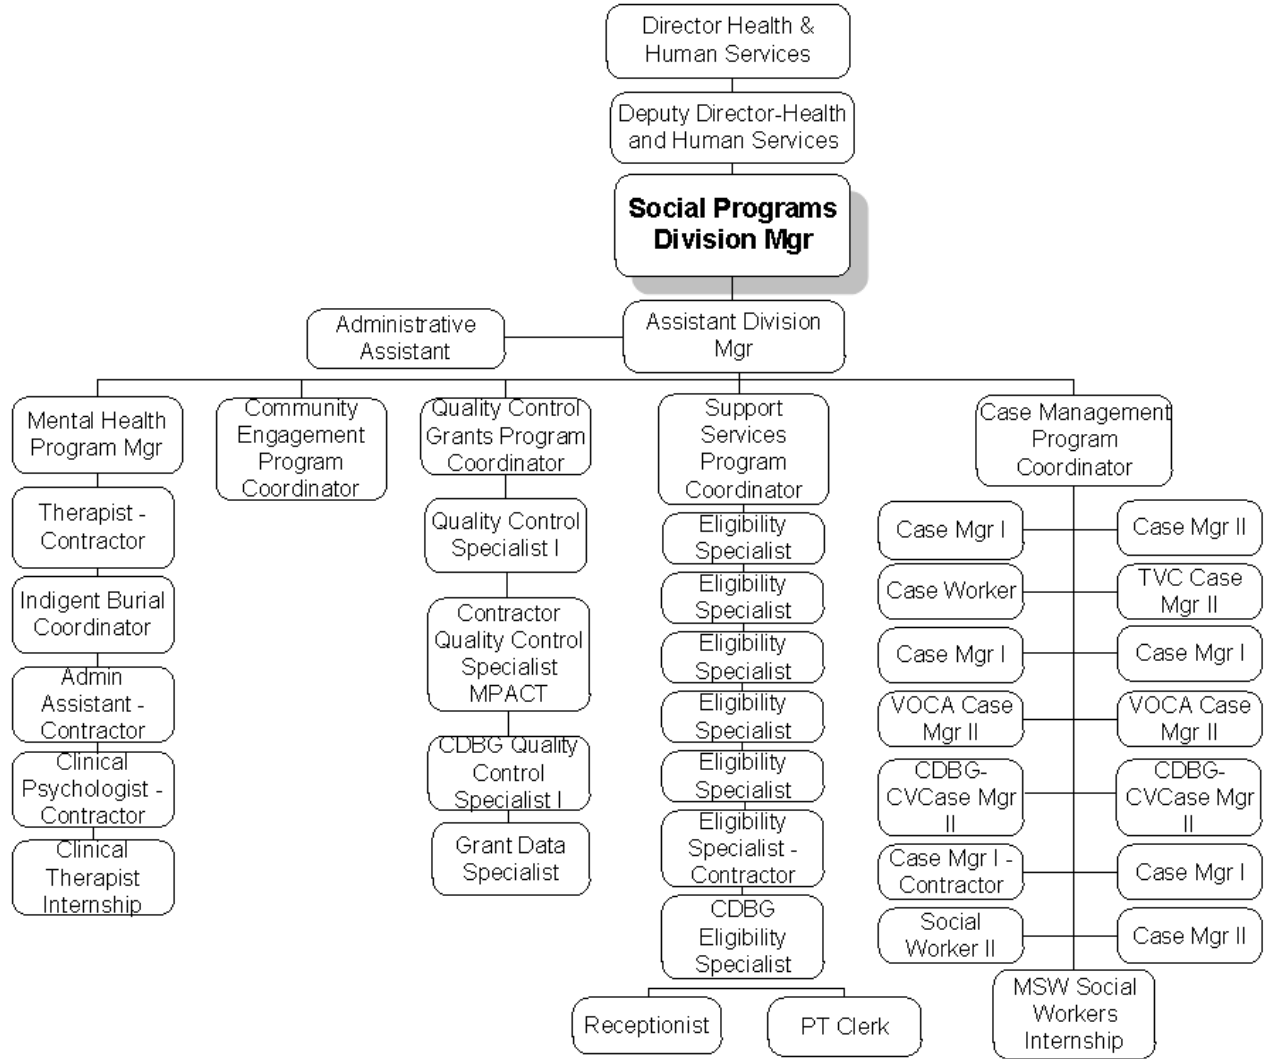 Director Health &
Human Services
Deputy Director-Health
and Human Services
Social Programs
Division Mgr
Assistant Division
Mgr
Administrative
Assistant
Mental Health
Program Mgr
Therapist -
Contractor
Indigent Burial
Coordinator
Admin
Assistant -
Contractor
Clinical
Psychologist -
Contractor
Clinical
Therapist
Internship
Community
Engagement
Program
Coordinator
Quality Control
Grants Program
Coordinator
Quality Control
Specialist I
Contractor
Quality Control
Specialist
MPACT
CDBG Quality
Control
Specialist I
Grant Data
Specialist
Support
Services
Program
Coordinator
Eligibility
Specialist
Eligibility
Specialist
Eligibility
Specialist
Eligibility
Specialist
Eligibility
Specialist
Eligibility
Specialist -
Contractor
CDBG
Eligibility
Specialist
Receptionist
PT Clerk
Case Management
Program
Coordinator
Case Mgr I
Case Mgr II
Case Worker
TVC Case
Mgr II
Case Mgr I
Case Mgr I
VOCA Case
Mgr II
VOCA Case
Mgr II
CDBG-
CVCase Mgr
II
CDBG-
CVCase Mgr
II
Case Mgr I -
Contractor
Case Mgr I
Social
Worker II
Case Mgr II
MSW Social
Workers
Internship